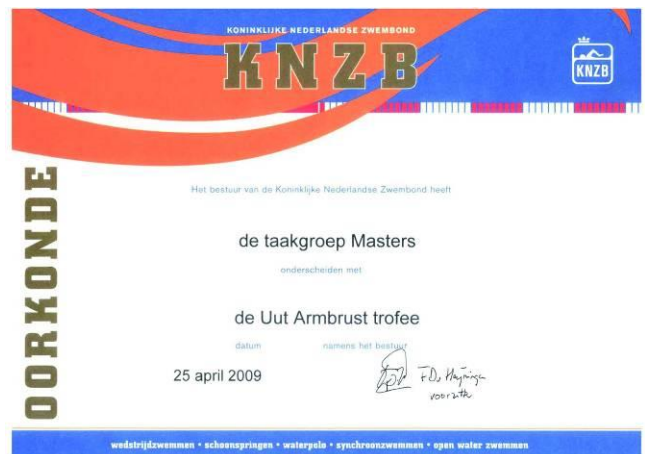 KONINKLIJKE NEDERLANDSE ZWEMBOND
KNZB
KNZB
OORKONDE
Het bestuur van de Koninklijke Nederlandse Zwembond heeft
de taakgroep Masters
onderscheiden met
de Uut Armbrust trofee
datum namens het bestuur
25 april 2009
voorzitter
wedstrijdzwemmen • schoonspringen • waterpolo • synchroonzwemmen • open water zwemmen